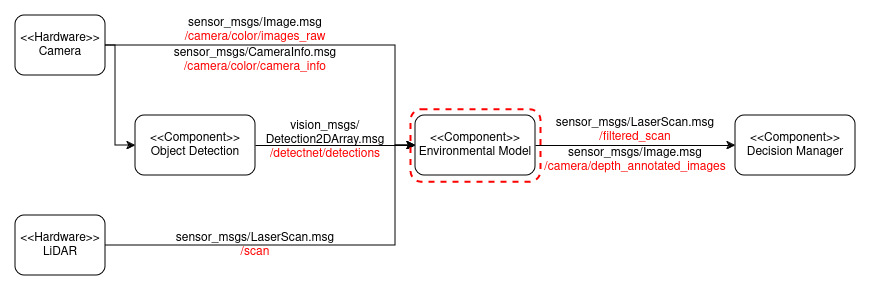 <<Hardware>>
Camera
sensor_msgs/Image.msg
/camera/color/images_raw
sensor_msgs/CameraInfo.msg
/camera/color/camera_info
<<Component>>
Object Detection
vision_msgs/
Detection2DArray.msg
/detectnet/detections
<<Component>>
Environmental Model
sensor_msgs/LaserScan.msg
/filtered_scan
sensor_msgs/Image.msg
/camera/depth_annotated_images
<<Component>>
Decision Manager
<<Hardware>>
LiDAR
sensor_msgs/LaserScan.msg
/scan